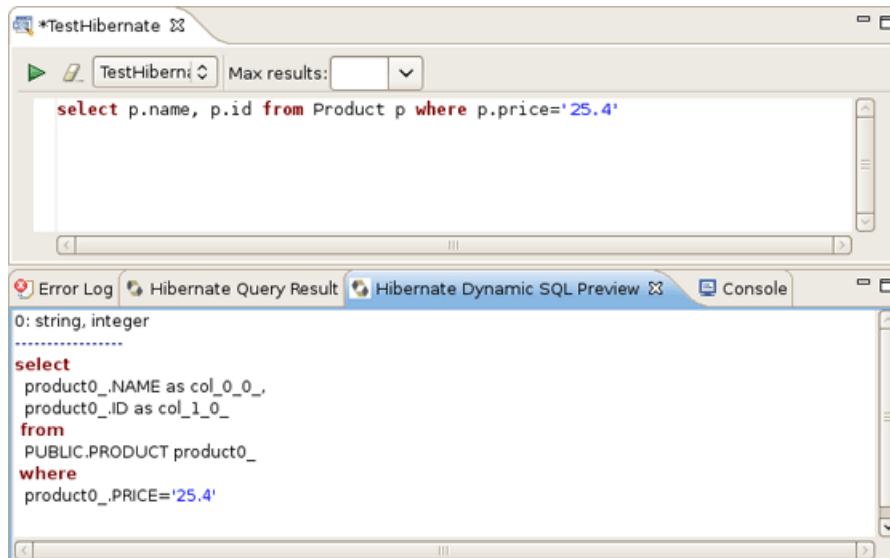 *TestHibernate
TestHiberna Max results:
select p.name, p.id from Product p where p.price='25.4'
Error Log Hibernate Query Result Hibernate Dynamic SQL Preview Console
0: string, integer
-----------------
select
product0_.NAME as col_0_0_,
product0_.ID as col_1_0_
from
PUBLIC.PRODUCT product0_
where
product0_.PRICE='25.4'